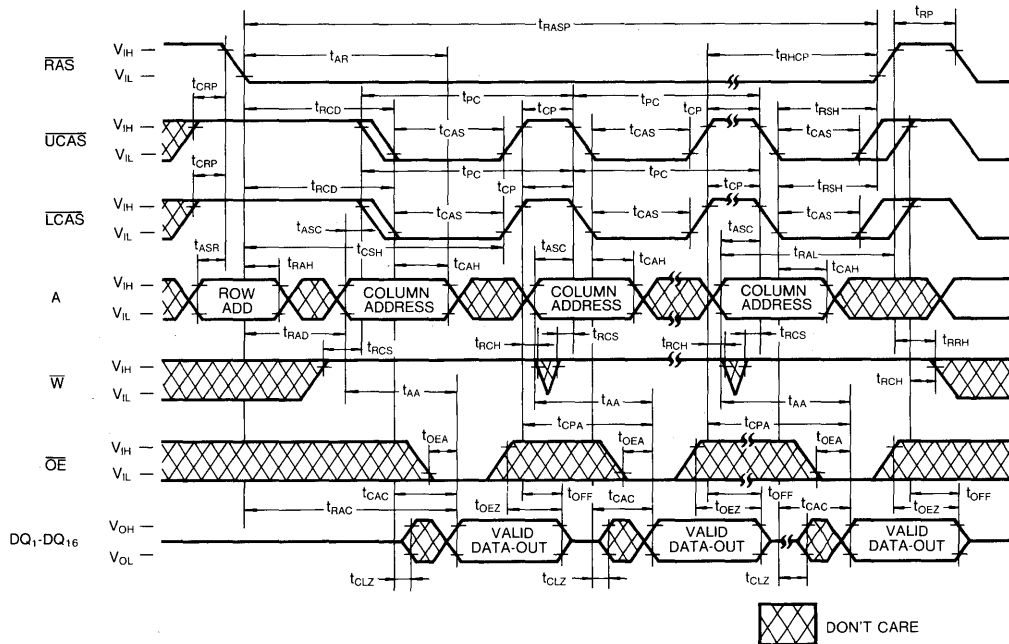 tRASP
tRP
tAR
tRHCP
RAS
VIH
VIL
tCRP
tRCD
tPC
tPC
tCP
tCP
tRSH
UCAS
VIH
VIL
tCAS
tCAS
tCAS
tCRP
tRCD
tPC
tPC
tCP
tCP
tRSH
LCAS
VIH
VIL
tCAS
tCAS
tCAS
tASC
tCSH
tASC
tASC
tRAL
tASR
tRAH
tCAH
tCAH
tCAH
A
VIH
VIL
ROW ADD
COLUMN ADDRESS
COLUMN ADDRESS
COLUMN ADDRESS
tRAD
tRCS
tRCH
tRCS
tRCH
tRCS
tRRH
W
VIH
VIL
tRCH
tAA
tAA
tAA
tCPA
tCPA
tOEA
tOEA
tOEA
OE
VIH
VIL
tCAC
tRAC
tOFF
tOEZ
tCAC
tOFF
tOEZ
tCAC
tOFF
tOEZ
DQ1-DQ16
VOH
VOL
VALID DATA-OUT
VALID DATA-OUT
VALID DATA-OUT
tCLZ
tCLZ
tCLZ
DON'T CARE